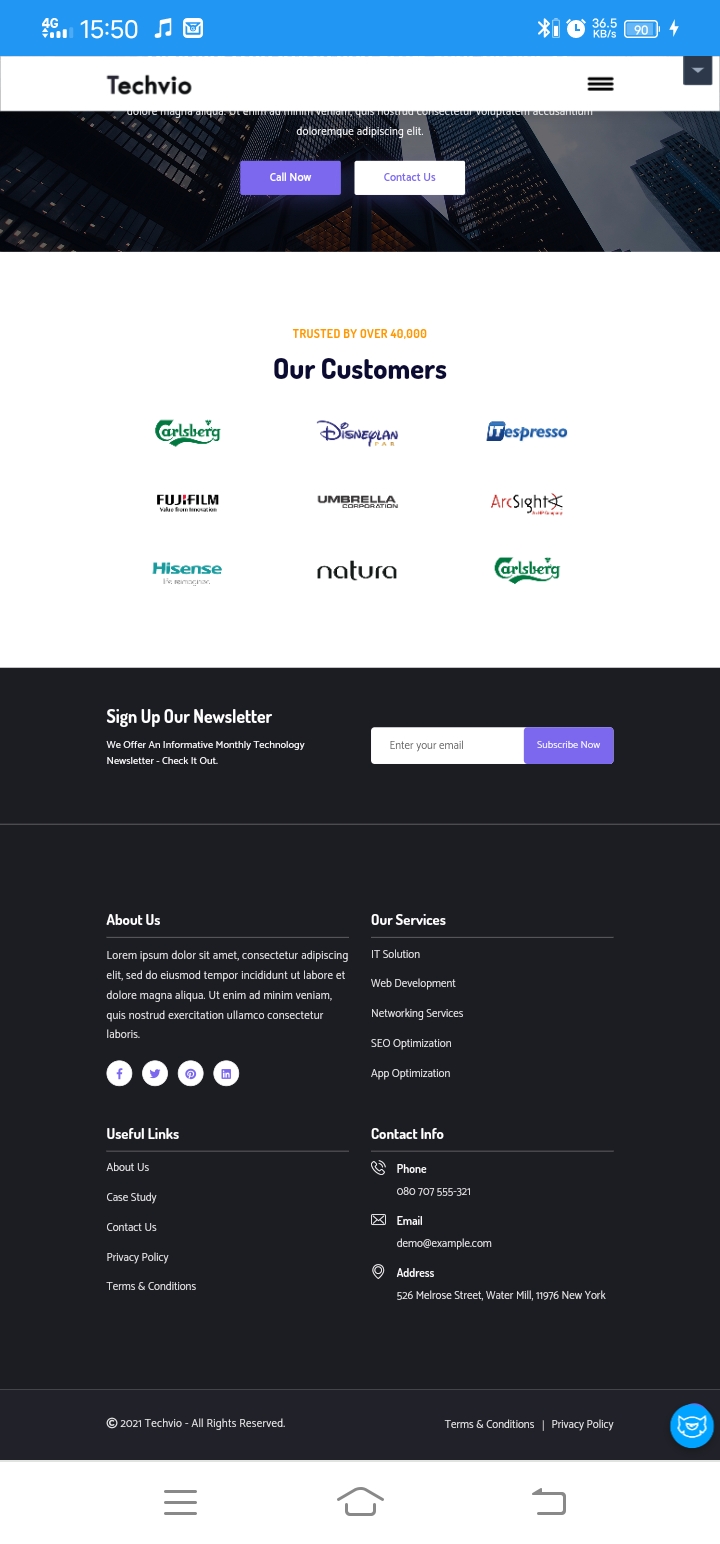 4G 15:50 36.5 KB/s 90
Techvio
dolore magna aliqua. Ut enim ad minim veniam, quis nostrud consectetur voluptatem accusantium
doloremque adipiscing elit.
Call Now Contact Us
TRUSTED BY OVER 40,000
Our Customers
Carlsberg DISNEYLAN PAR ITespresso
FUJIFILM UMBRELLA ArcSight
Value from Innovation CORPORATION
Hisense natura Carlsberg
Sign Up Our Newsletter
We Offer An Informative Monthly Technology
Newsletter - Check It Out.
Enter your email Subscribe Now
About Us
Lorem ipsum dolor sit amet, consectetur adipiscing
elit, sed do eiusmod tempor incididunt ut labore et
dolore magna aliqua. Ut enim ad minim veniam,
quis nostrud exercitation ullamco consectetur
laboris.
Our Services
IT Solution
Web Development
Networking Services
SEO Optimization
App Optimization
Useful Links
About Us
Case Study
Contact Us
Privacy Policy
Terms & Conditions
Contact Info
Phone
080 707 555-321
Email
demo@example.com
Address
526 Melrose Street, Water Mill, 11976 New York
© 2021 Techvio - All Rights Reserved.
Terms & Conditions | Privacy Policy